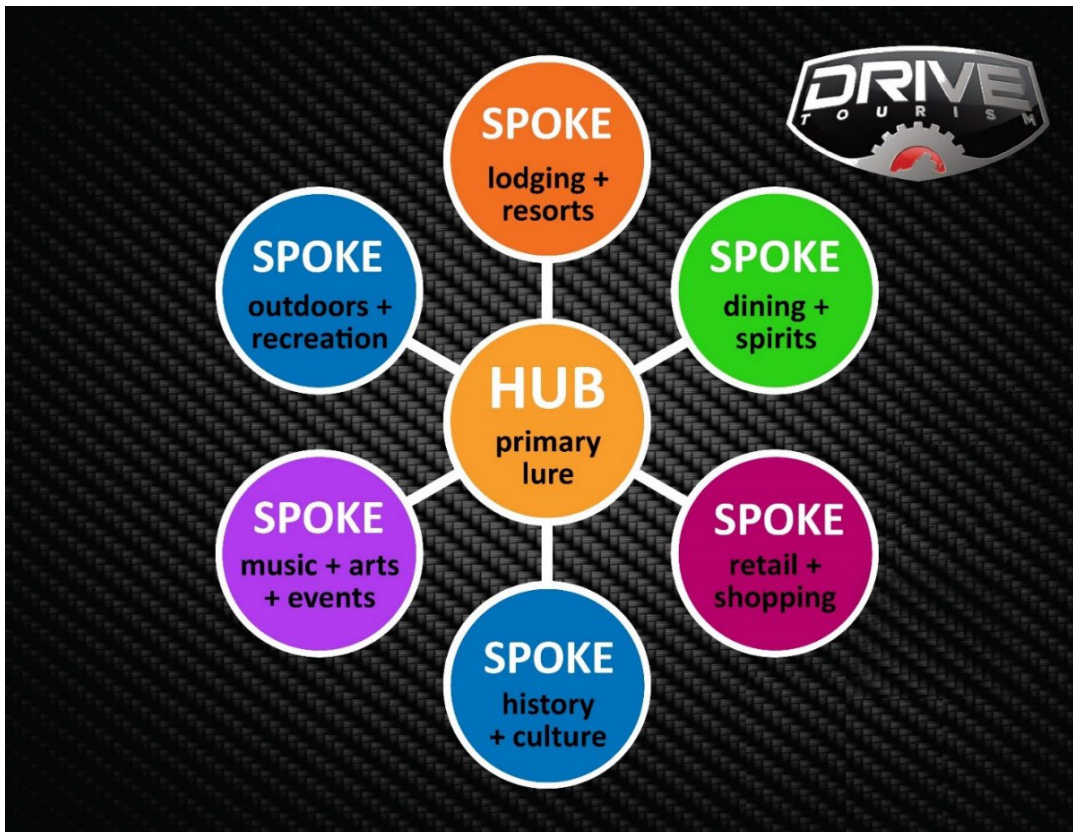 DRIVE
TOURISM
SPOKE
lodging +
resorts
SPOKE
outdoors +
recreation
SPOKE
dining +
spirits
HUB
primary
lure
SPOKE
music + arts
+ events
SPOKE
retail +
shopping
SPOKE
history
+ culture